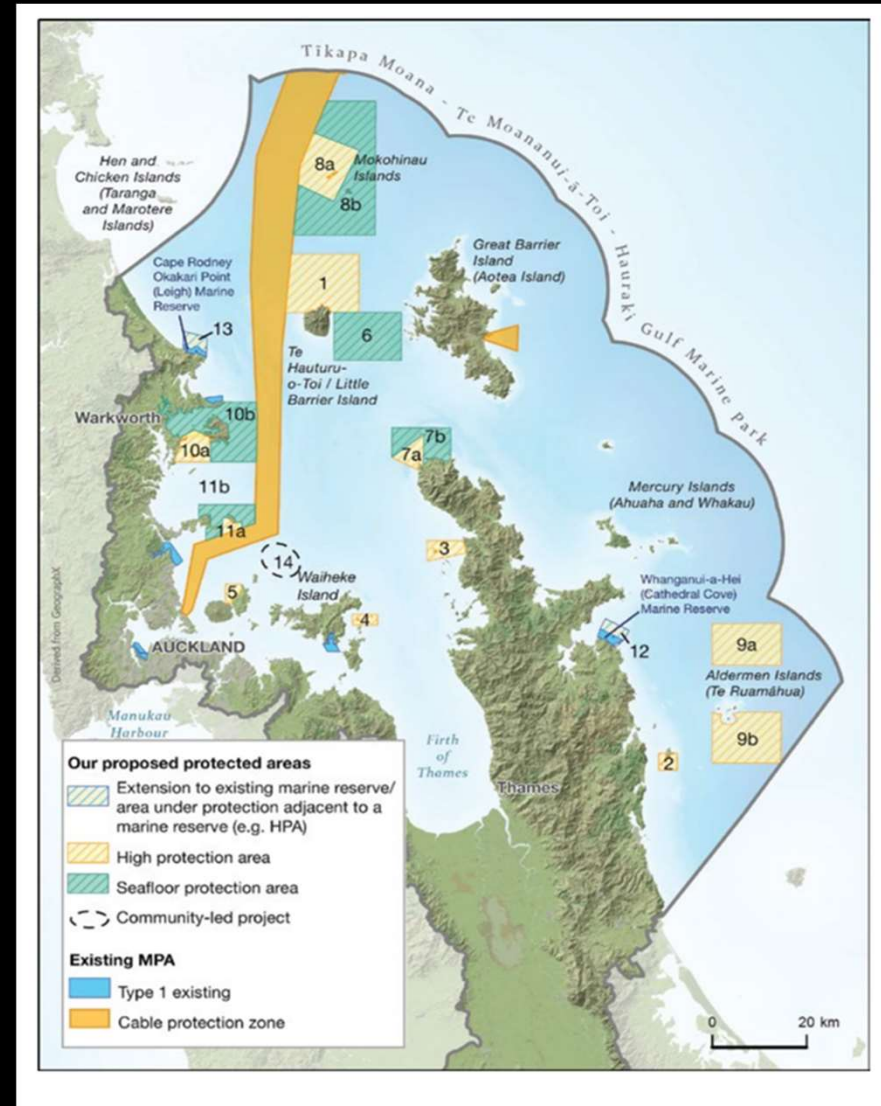 Tīkapa Moana - Te Moananui-ā-Toi - Hauraki Gulf Marine Park
Hen and
Chicken Islands
(Taranga
and Marotere
Islands)
8a
Mokohinau
Islands
8b
Great Barrier
Island
(Aotea Island)
Cape Rodney
Okakari Point
(Leigh) Marine
Reserve
13
1
6
Te
Hauturu-
o-Toi / Little
Barrier Island
Warkworth
10b
10a
7b
7a
11b
11a
Mercury Islands
(Ahuaha and Whakau)
3
14
Waiheke
Island
5
4
Whanganui-a-Hei
(Cathedral Cove)
Marine Reserve
12
AUCKLAND
9a
Aldermen Islands
(Te Ruamāhua)
9b
2
Derived from GeographX
Manukau
Harbour
Firth
of
Thames
Thames
Our proposed protected areas
Extension to existing marine reserve/
area under protection adjacent to a
marine reserve (e.g. HPA)
High protection area
Seafloor protection area
Community-led project
Existing MPA
Type 1 existing
Cable protection zone
0 20 km